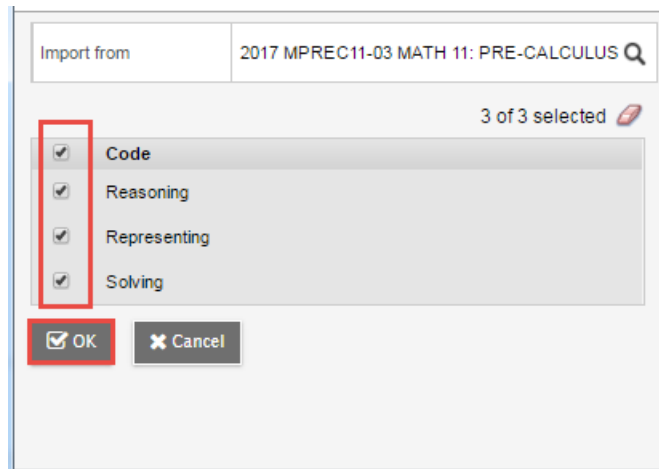 Import from 2017 MPREC11-03 MATH 11: PRE-CALCULUS
3 of 3 selected
Code
Reasoning
Representing
Solving
OK Cancel